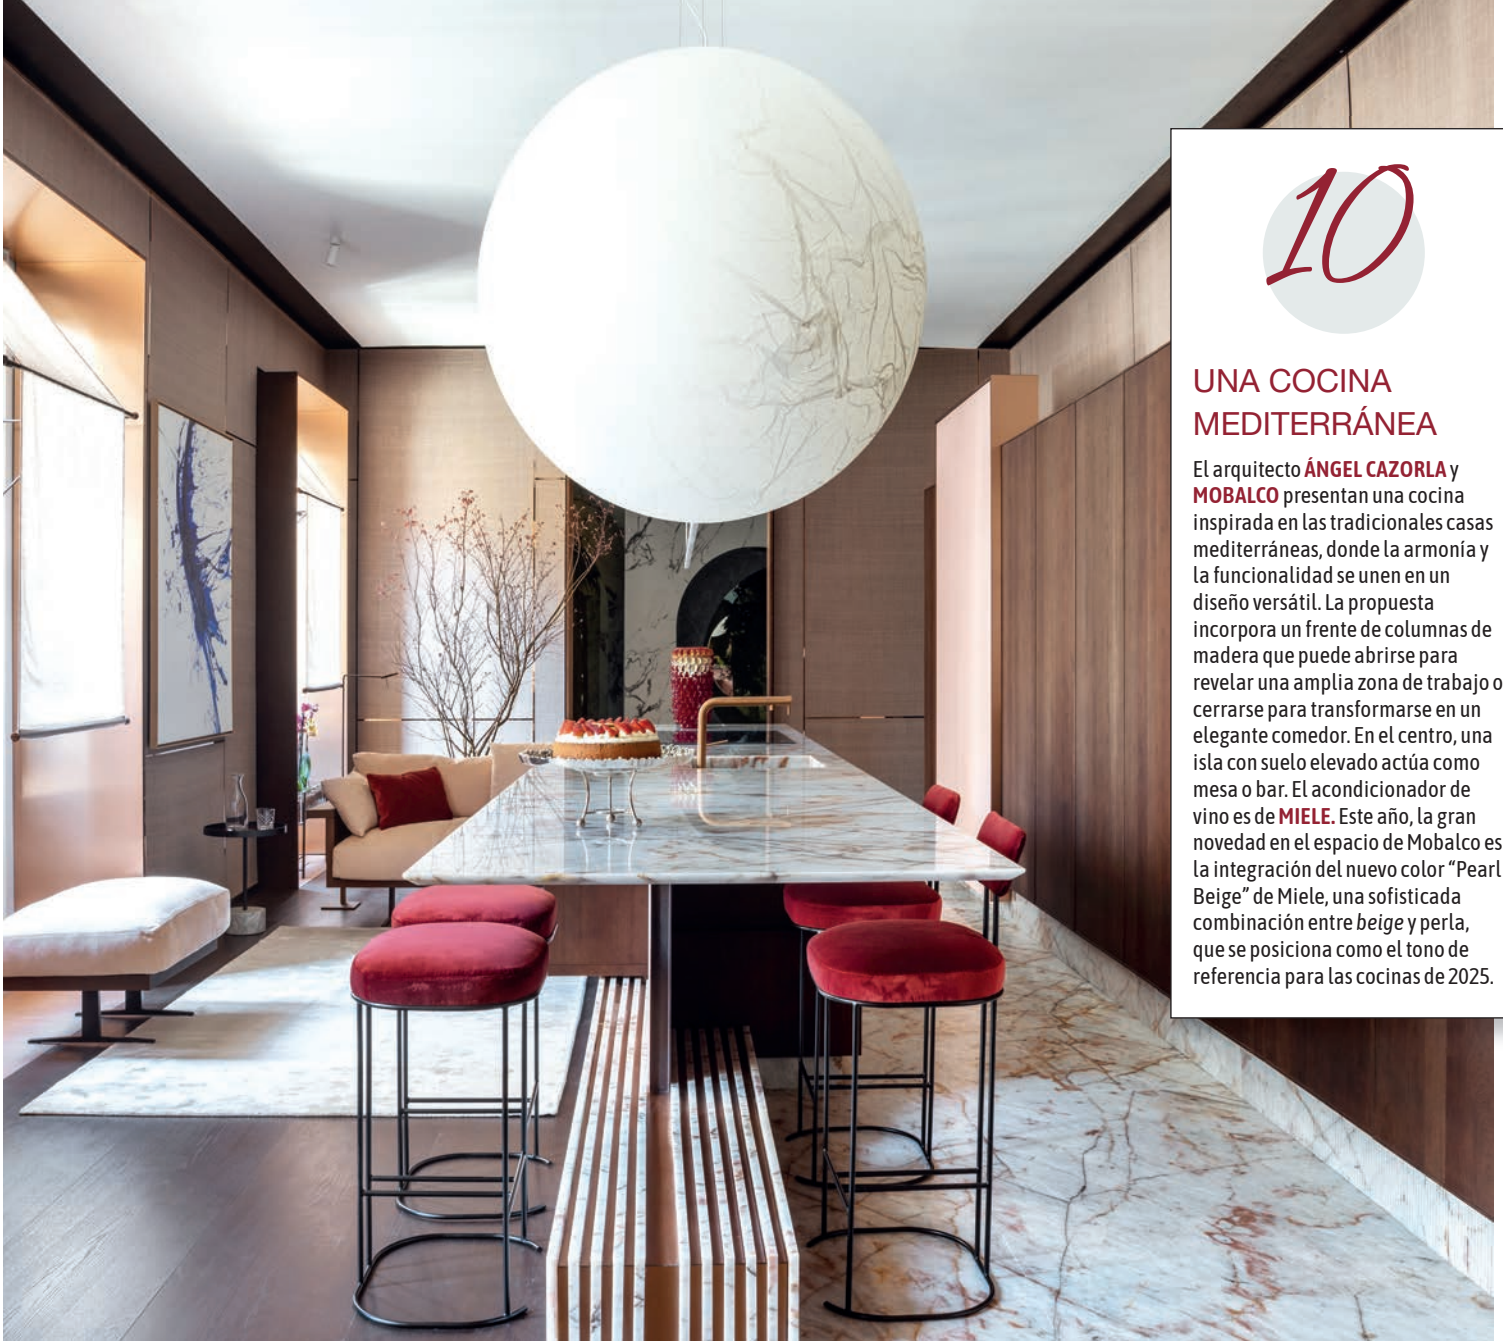 10
UNA COCINA
MEDITERRÁNEA
El arquitecto ÁNGEL CAZORLA y
MOBALCO presentan una cocina
inspirada en las tradicionales casas
mediterráneas, donde la armonía y
la funcionalidad se unen en un
diseño versátil. La propuesta
incorpora un frente de columnas de
madera que puede abrirse para
revelar una amplia zona de trabajo o
cerrarse para transformarse en un
elegante comedor. En el centro, una
isla con suelo elevado actúa como
mesa o bar. El acondicionador de
vino es de MIELE. Este año, la gran
novedad en el espacio de Mobalco es
la integración del nuevo color “Pearl
Beige” de Miele, una sofisticada
combinación entre beige y perla,
que se posiciona como el tono de
referencia para las cocinas de 2025.